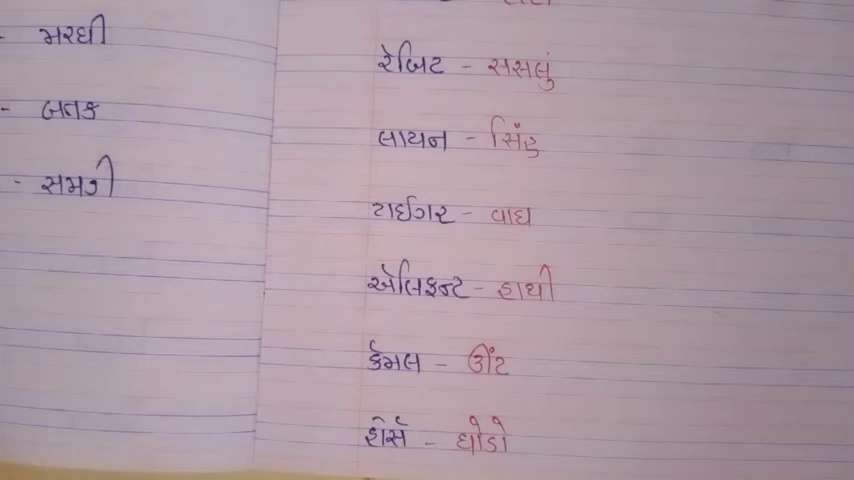 - મરઘી
- બતક
- સમડી
રેબિટ - સસલું
લાયન - સિંહ
ટાઈગર - વાઘ
એલિફન્ટ - હાથી
કેમલ - ઊંટ
હોર્સ - ઘોડો